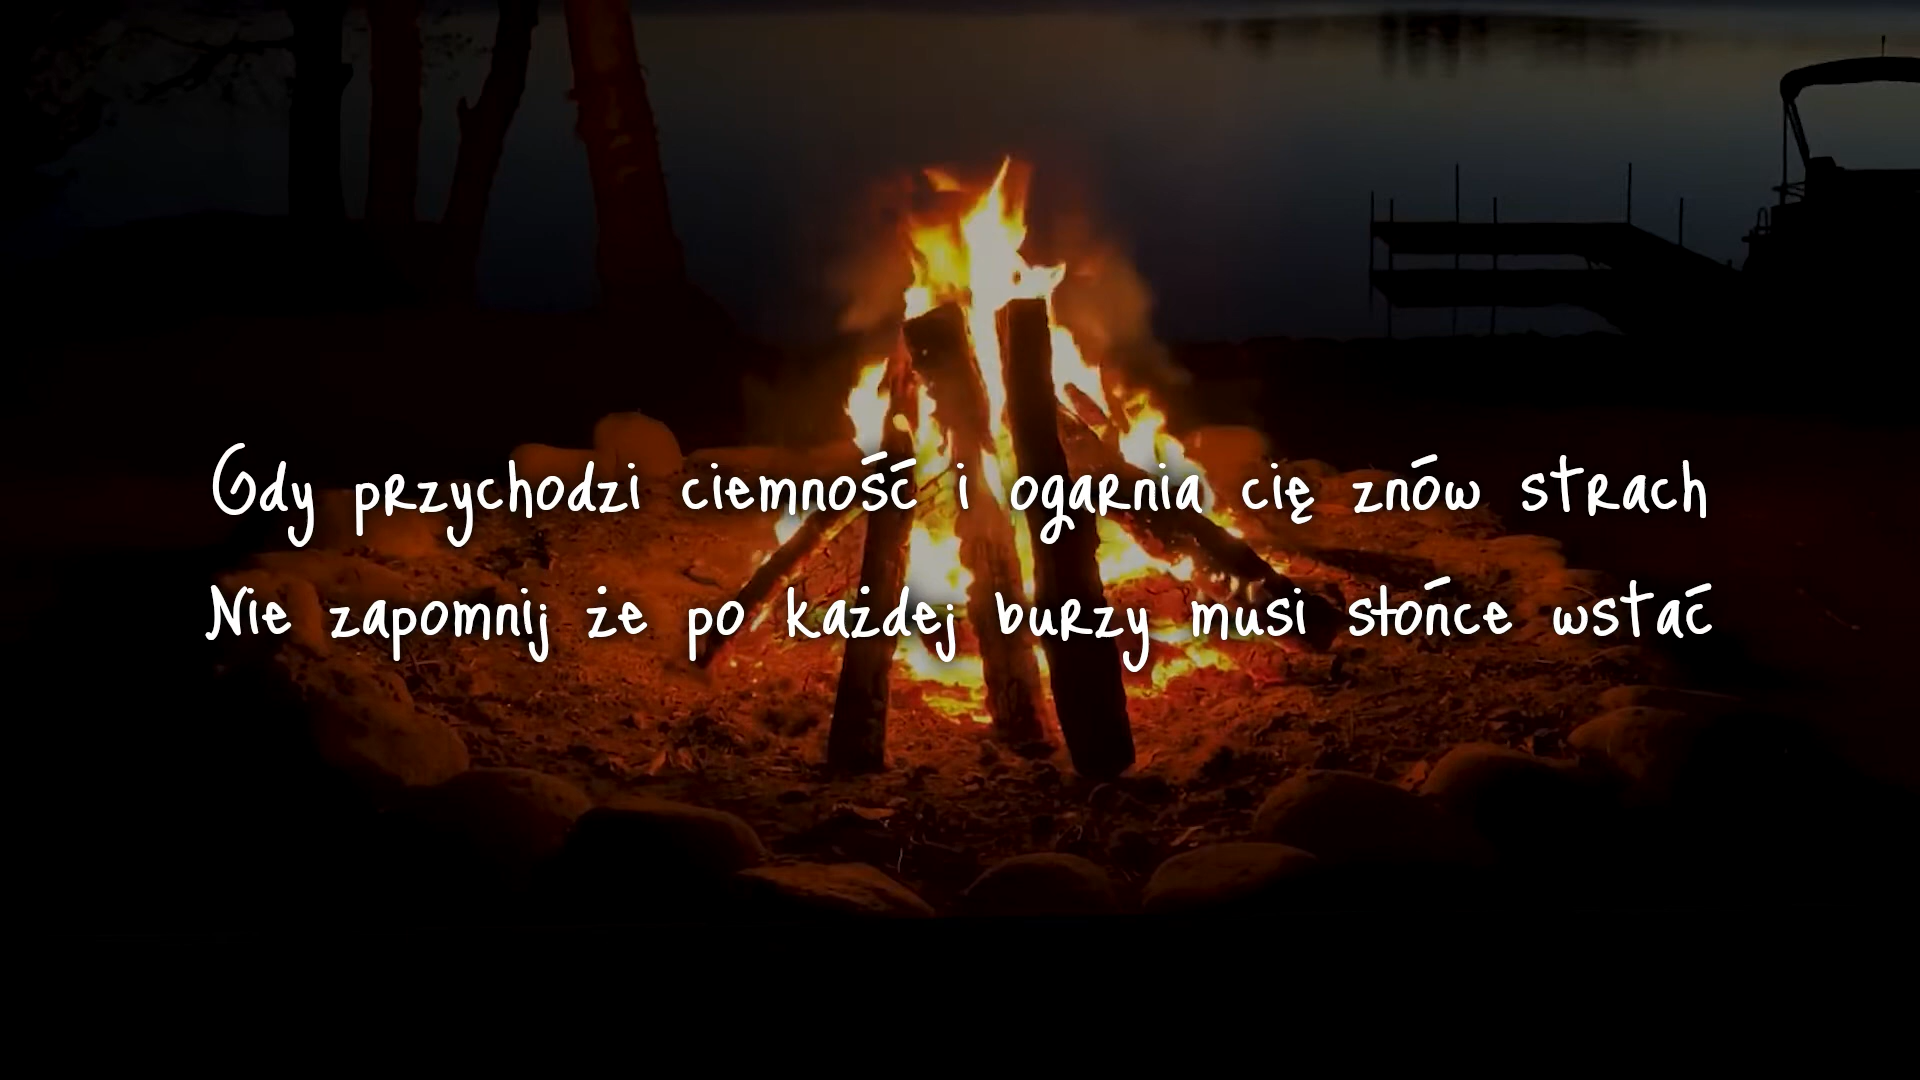 Gdy przychodzi ciemność i ogarnia cię znów strach
Nie zapomnij że po każdej burzy musi słońce wstać